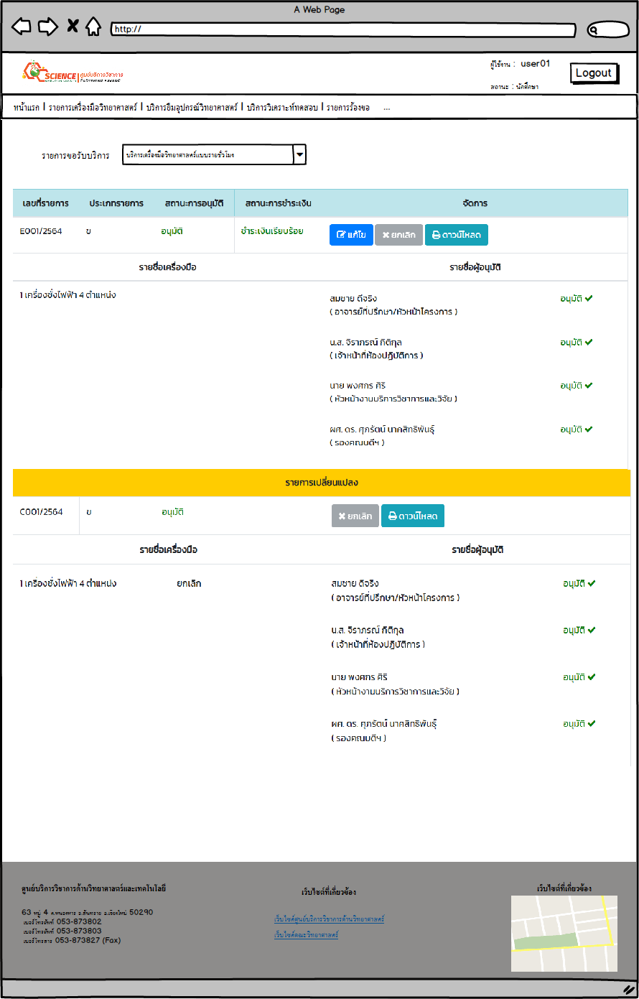 A Web Page
http://
SCIENCE ศูนย์บริการวิชาการ
ผู้ใช้งาน : user01
Logout
สถานะ : นักศึกษา
หน้าแรก | รายการเครื่องมือวิทยาศาสตร์ | บริการยืมอุปกรณ์วิทยาศาสตร์ | บริการวิเคราะห์ทดสอบ | รายการร้องขอ ...
รายการขอรับบริการ บริการเครื่องมือวิทยาศาสตร์แบบรายชั่วโมง
เลขที่รายการ ประเภทรายการ สถานะการอนุมัติ สถานะการชำระเงิน จัดการ
E001/2564 ข อนุมัติ ชำระเงินเรียบร้อย แก้ไข ยกเลิก ดาวน์โหลด
รายชื่อเครื่องมือ รายชื่อผู้อนุมัติ
1 เครื่องชั่งไฟฟ้า 4 ตำแหน่ง สมชาย ดีจริง อนุมัติ ✔
( อาจารย์ที่ปรึกษา/หัวหน้าโครงการ )
น.ส. จิราภรณ์ กิติกุล อนุมัติ ✔
( เจ้าหน้าที่ห้องปฏิบัติการ )
นาย พงศกร ศิริ อนุมัติ ✔
( หัวหน้างานบริการวิชาการและวิจัย )
ผศ. ดร. ศุภรัตน์ นาคสิทธิพันธุ์ อนุมัติ ✔
( รองคณบดีฯ )
รายการเปลี่ยนแปลง
C001/2564 ข อนุมัติ ยกเลิก ดาวน์โหลด
รายชื่อเครื่องมือ รายชื่อผู้อนุมัติ
1 เครื่องชั่งไฟฟ้า 4 ตำแหน่ง ยกเลิก สมชาย ดีจริง อนุมัติ ✔
( อาจารย์ที่ปรึกษา/หัวหน้าโครงการ )
น.ส. จิราภรณ์ กิติกุล อนุมัติ ✔
( เจ้าหน้าที่ห้องปฏิบัติการ )
นาย พงศกร ศิริ อนุมัติ ✔
( หัวหน้างานบริการวิชาการและวิจัย )
ผศ. ดร. ศุภรัตน์ นาคสิทธิพันธุ์ อนุมัติ ✔
( รองคณบดีฯ )
ศูนย์บริการวิชาการด้านวิทยาศาสตร์และเทคโนโลยี
63 หมู่ 4 ต.หนองหาร อ.สันทราย จ.เชียงใหม่ 50290
เบอร์โทรศัพท์ 053-873802
เบอร์โทรศัพท์ 053-873803
เบอร์โทรสาร 053-873827 (Fax)
เว็บไซต์ที่เกี่ยวข้อง
เว็บไซต์ศูนย์บริการวิชาการด้านวิทยาศาสตร์
เว็บไซต์คณะวิทยาศาสตร์
เว็บไซต์ที่เกี่ยวข้อง